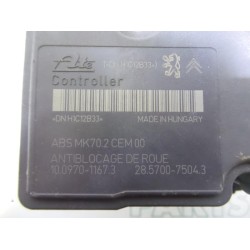 Ate
Controller
MADE IN HUNGARY
ABS MK70.2 CEM 00
ANTIBLOCAGE DE ROUE
10.0970-1167.3 28.5700-7504.3